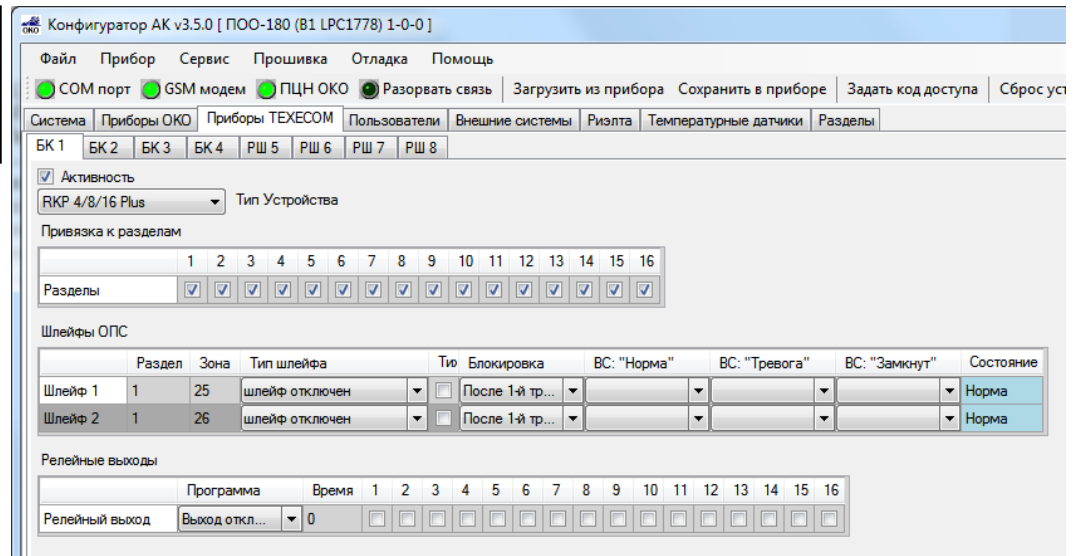 око Конфигуратор АК v3.5.0 [ ПОО-180 (B1 LPC1778) 1-0-0 ]
Файл Прибор Сервис Прошивка Отладка Помощь
COM порт GSM модем ПЦН ОКО Разорвать связь Загрузить из прибора Сохранить в приборе Задать код доступа Сброс уст
Система Приборы ОКО Приборы TEXECOM Пользователи Внешние системы Риэлта Температурные датчики Разделы
БК 1 БК 2 БК 3 БК 4 РШ 5 РШ 6 РШ 7 РШ 8
Активность
RKP 4/8/16 Plus Тип Устройства
Привязка к разделам
1 2 3 4 5 6 7 8 9 10 11 12 13 14 15 16
Разделы
Шлейфы ОПС
Раздел Зона Тип шлейфа Тих Блокировка ВС: "Норма" ВС: "Тревога" ВС: "Замкнут" Состояние
Шлейф 1 1 25 шлейф отключен После 1-й тр... Норма
Шлейф 2 1 26 шлейф отключен После 1-й тр... Норма
Релейные выходы
Программа Время 1 2 3 4 5 6 7 8 9 10 11 12 13 14 15 16
Релейный выход Выход откл... 0